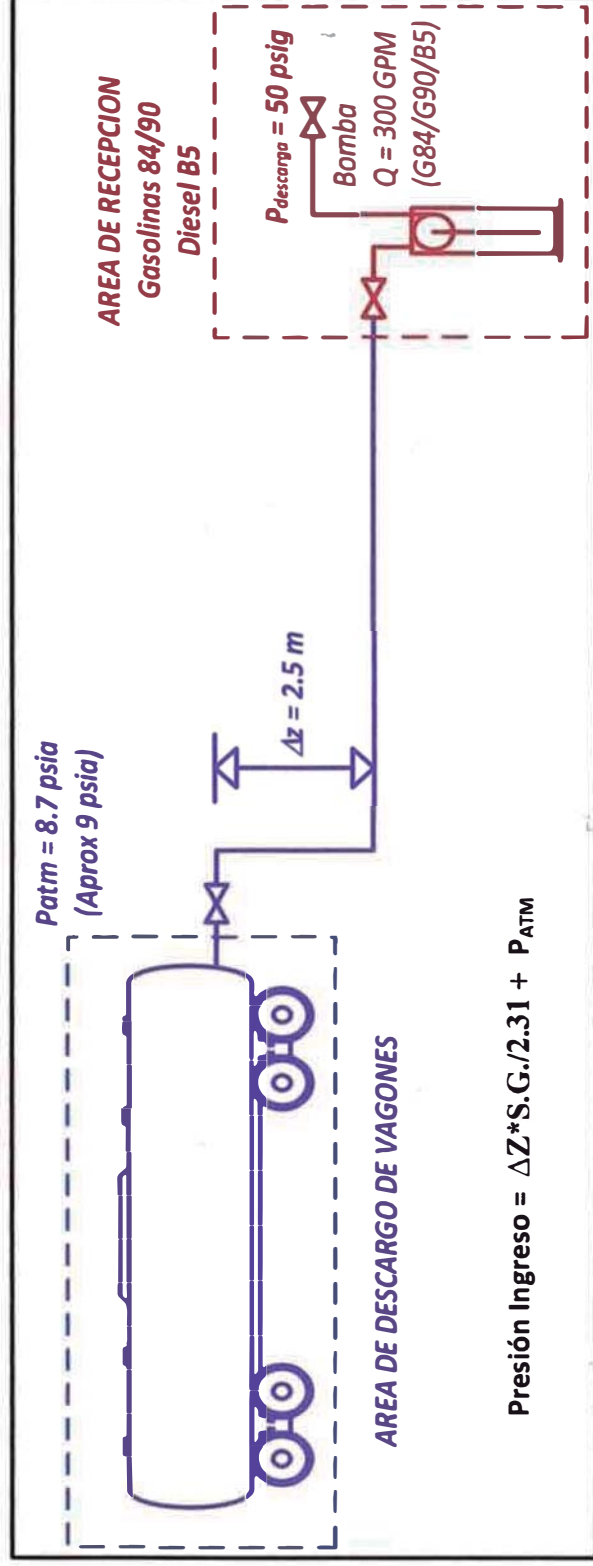 Patm = 8.7 psia
(Aprox 9 psia)
AREA DE RECEPCION
Gasolinas 84/90
Diesel B5
Pdescarga = 50 psig
Bomba
Q = 300 GPM
(G84/G90/B5)
Δz = 2.5 m
AREA DE DESCARGO DE VAGONES
Presión Ingreso = ΔZ*S.G./2.31 + PATM